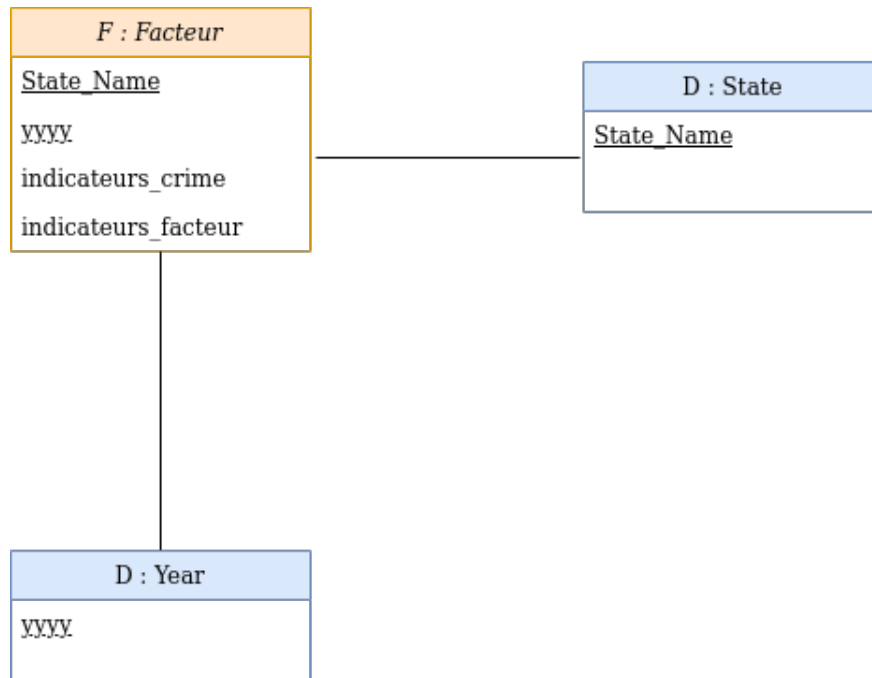 F : Facteur
State_Name
yyyy
indicateurs_crime
indicateurs_facteur
D : State
State_Name
D : Year
yyyy